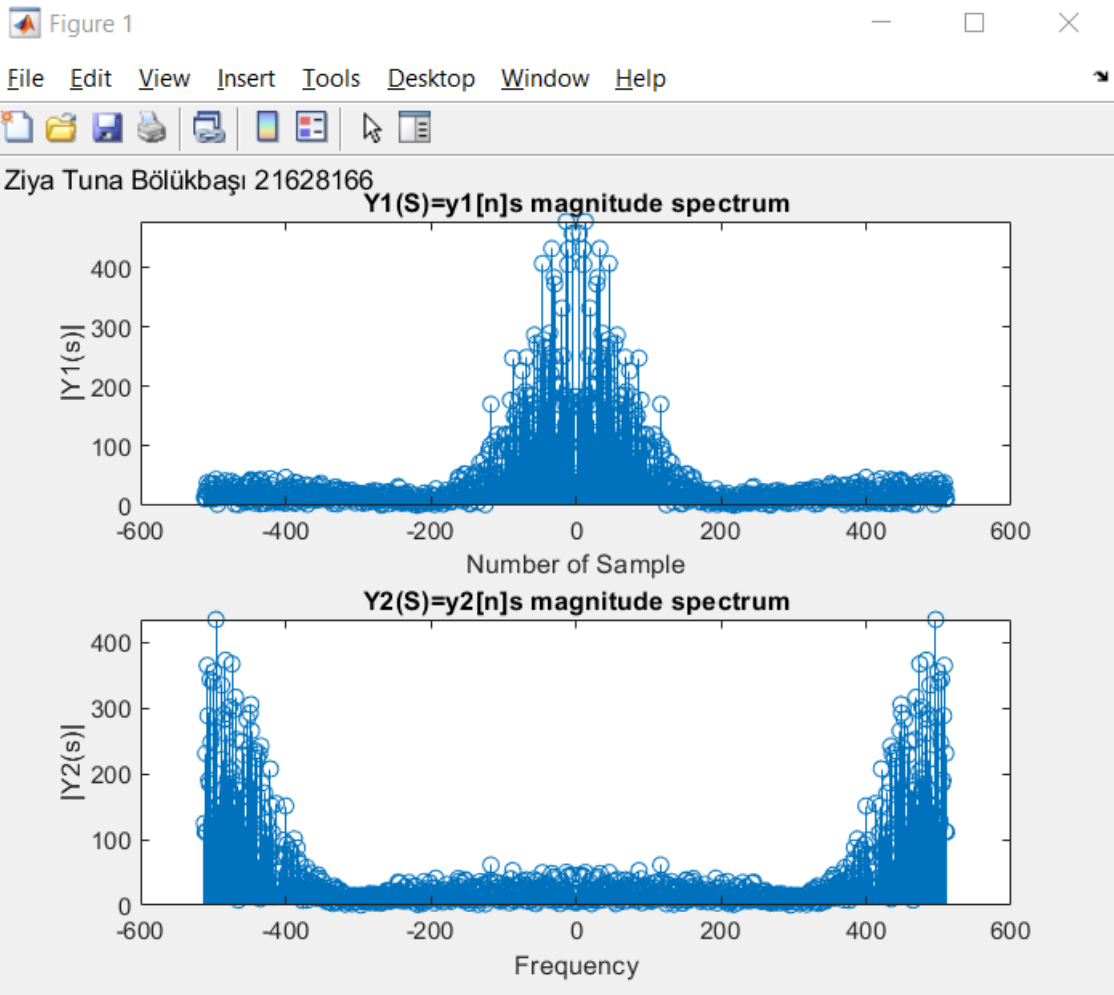 Figure 1
File Edit View Insert Tools Desktop Window Help
Ziya Tuna Bölükbaşı 21628166
Y1(S)=y1[n]s magnitude spectrum
|Y1(s)|
400
300
200
100
0
-600 -400 -200 0 200 400 600
Number of Sample
Y2(S)=y2[n]s magnitude spectrum
|Y2(s)|
400
300
200
100
0
-600 -400 -200 0 200 400 600
Frequency